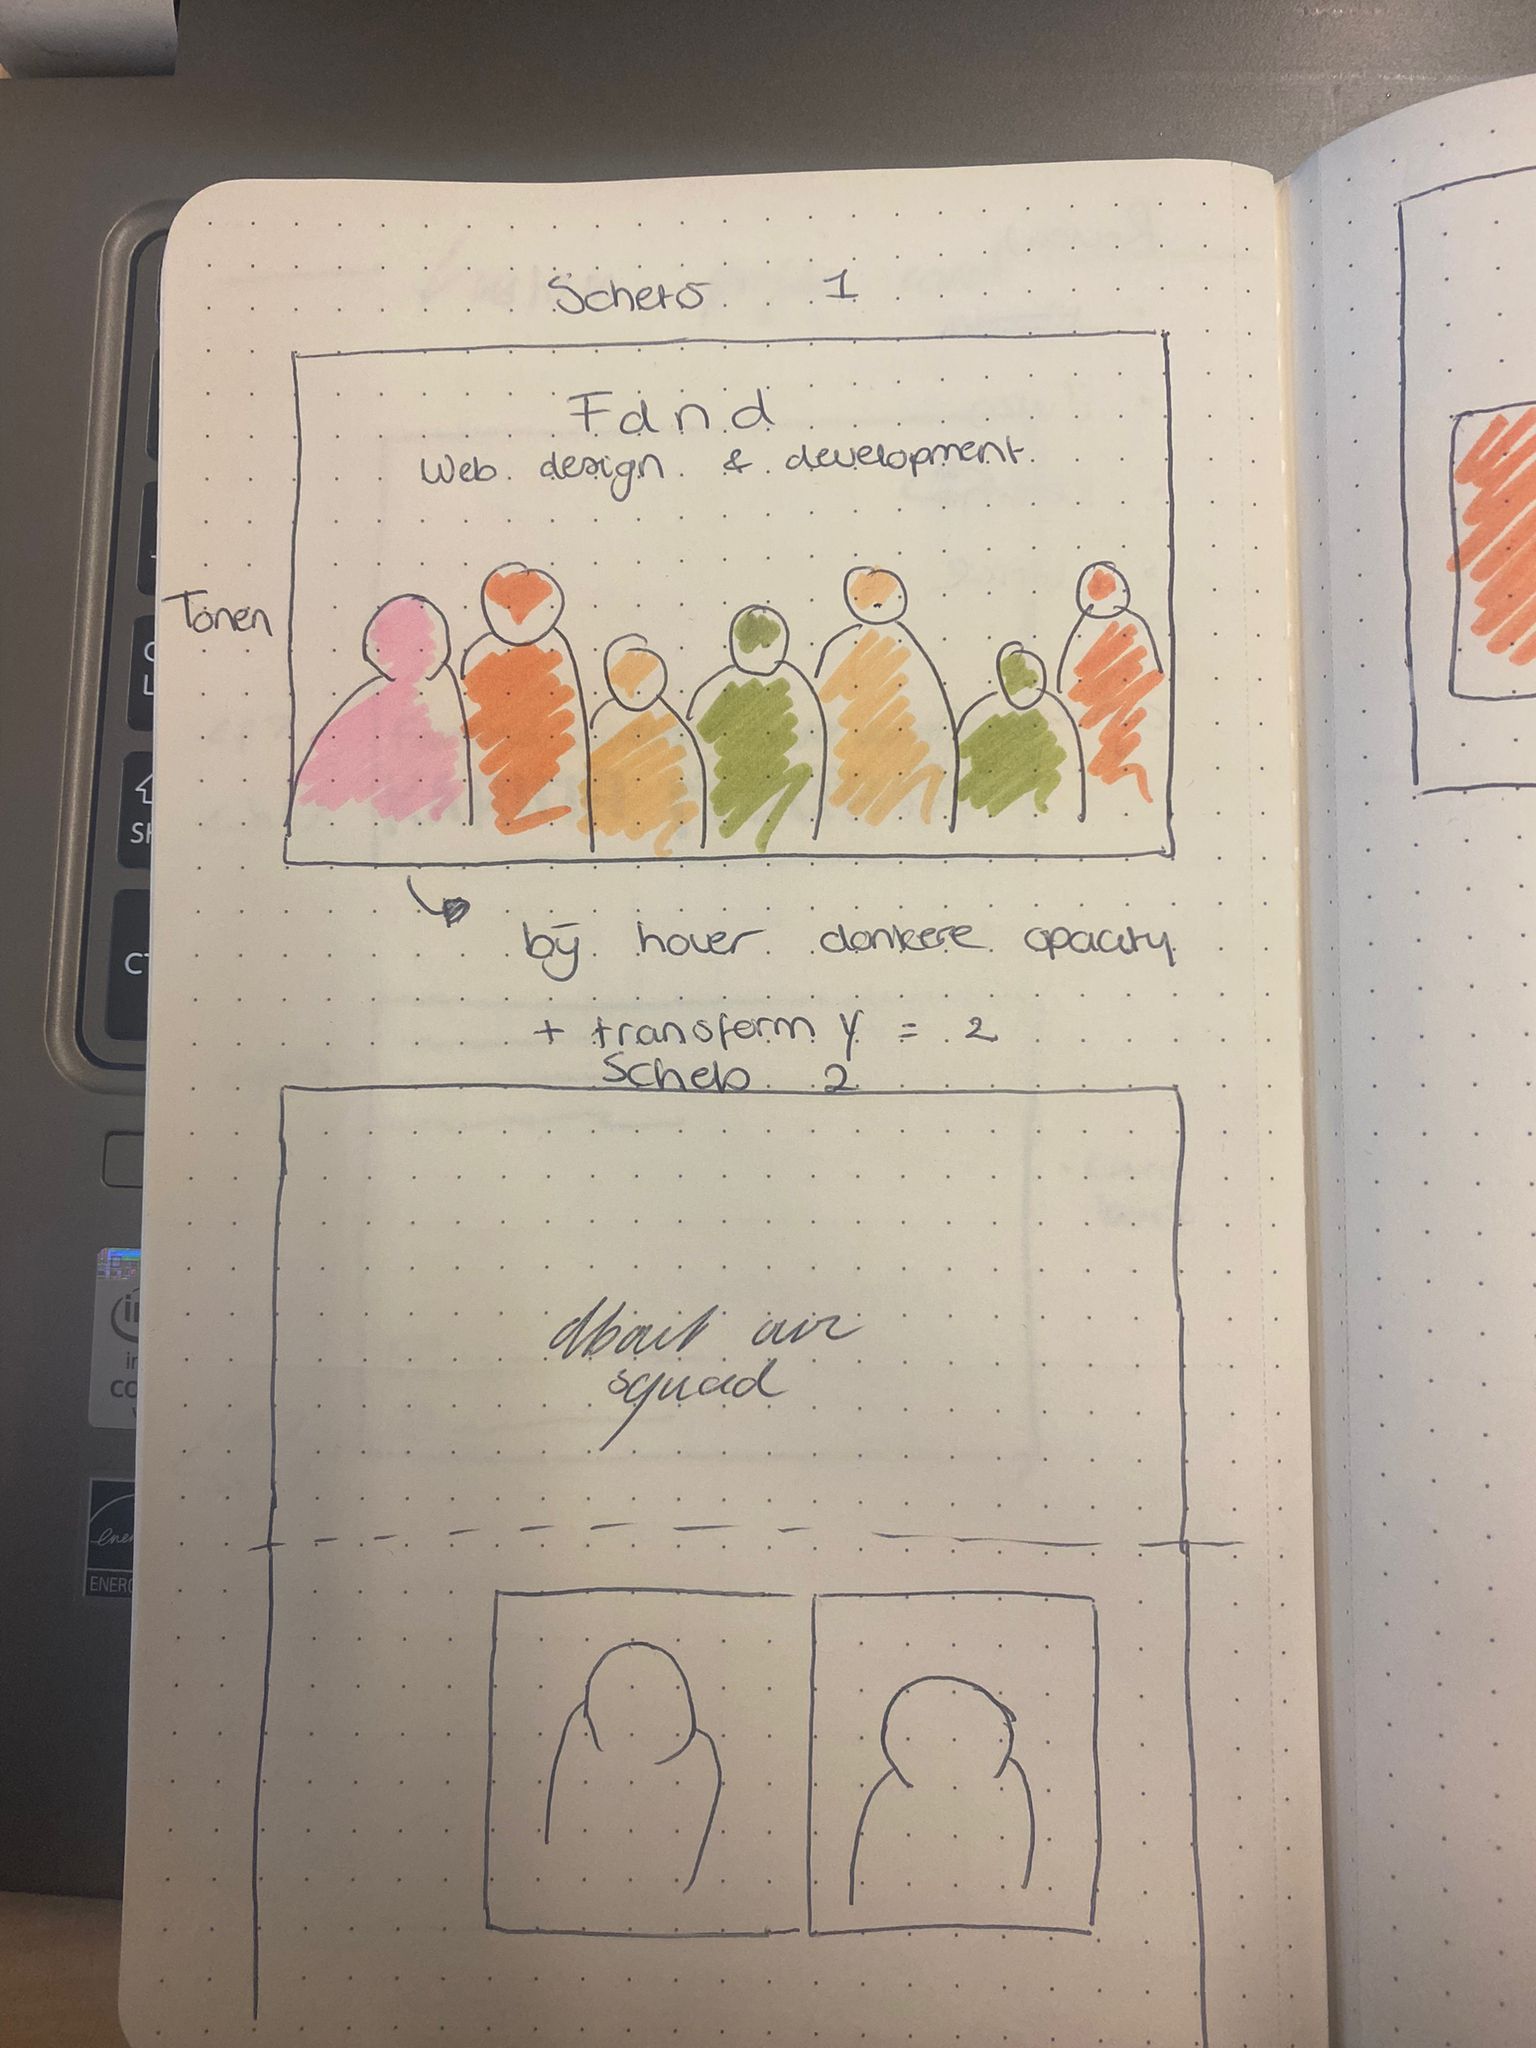 Schets 1
Fdnd
Web design & development
Tonen
bij hover donkere opacity
+ transform y = 2
Schets 2
About our
squad